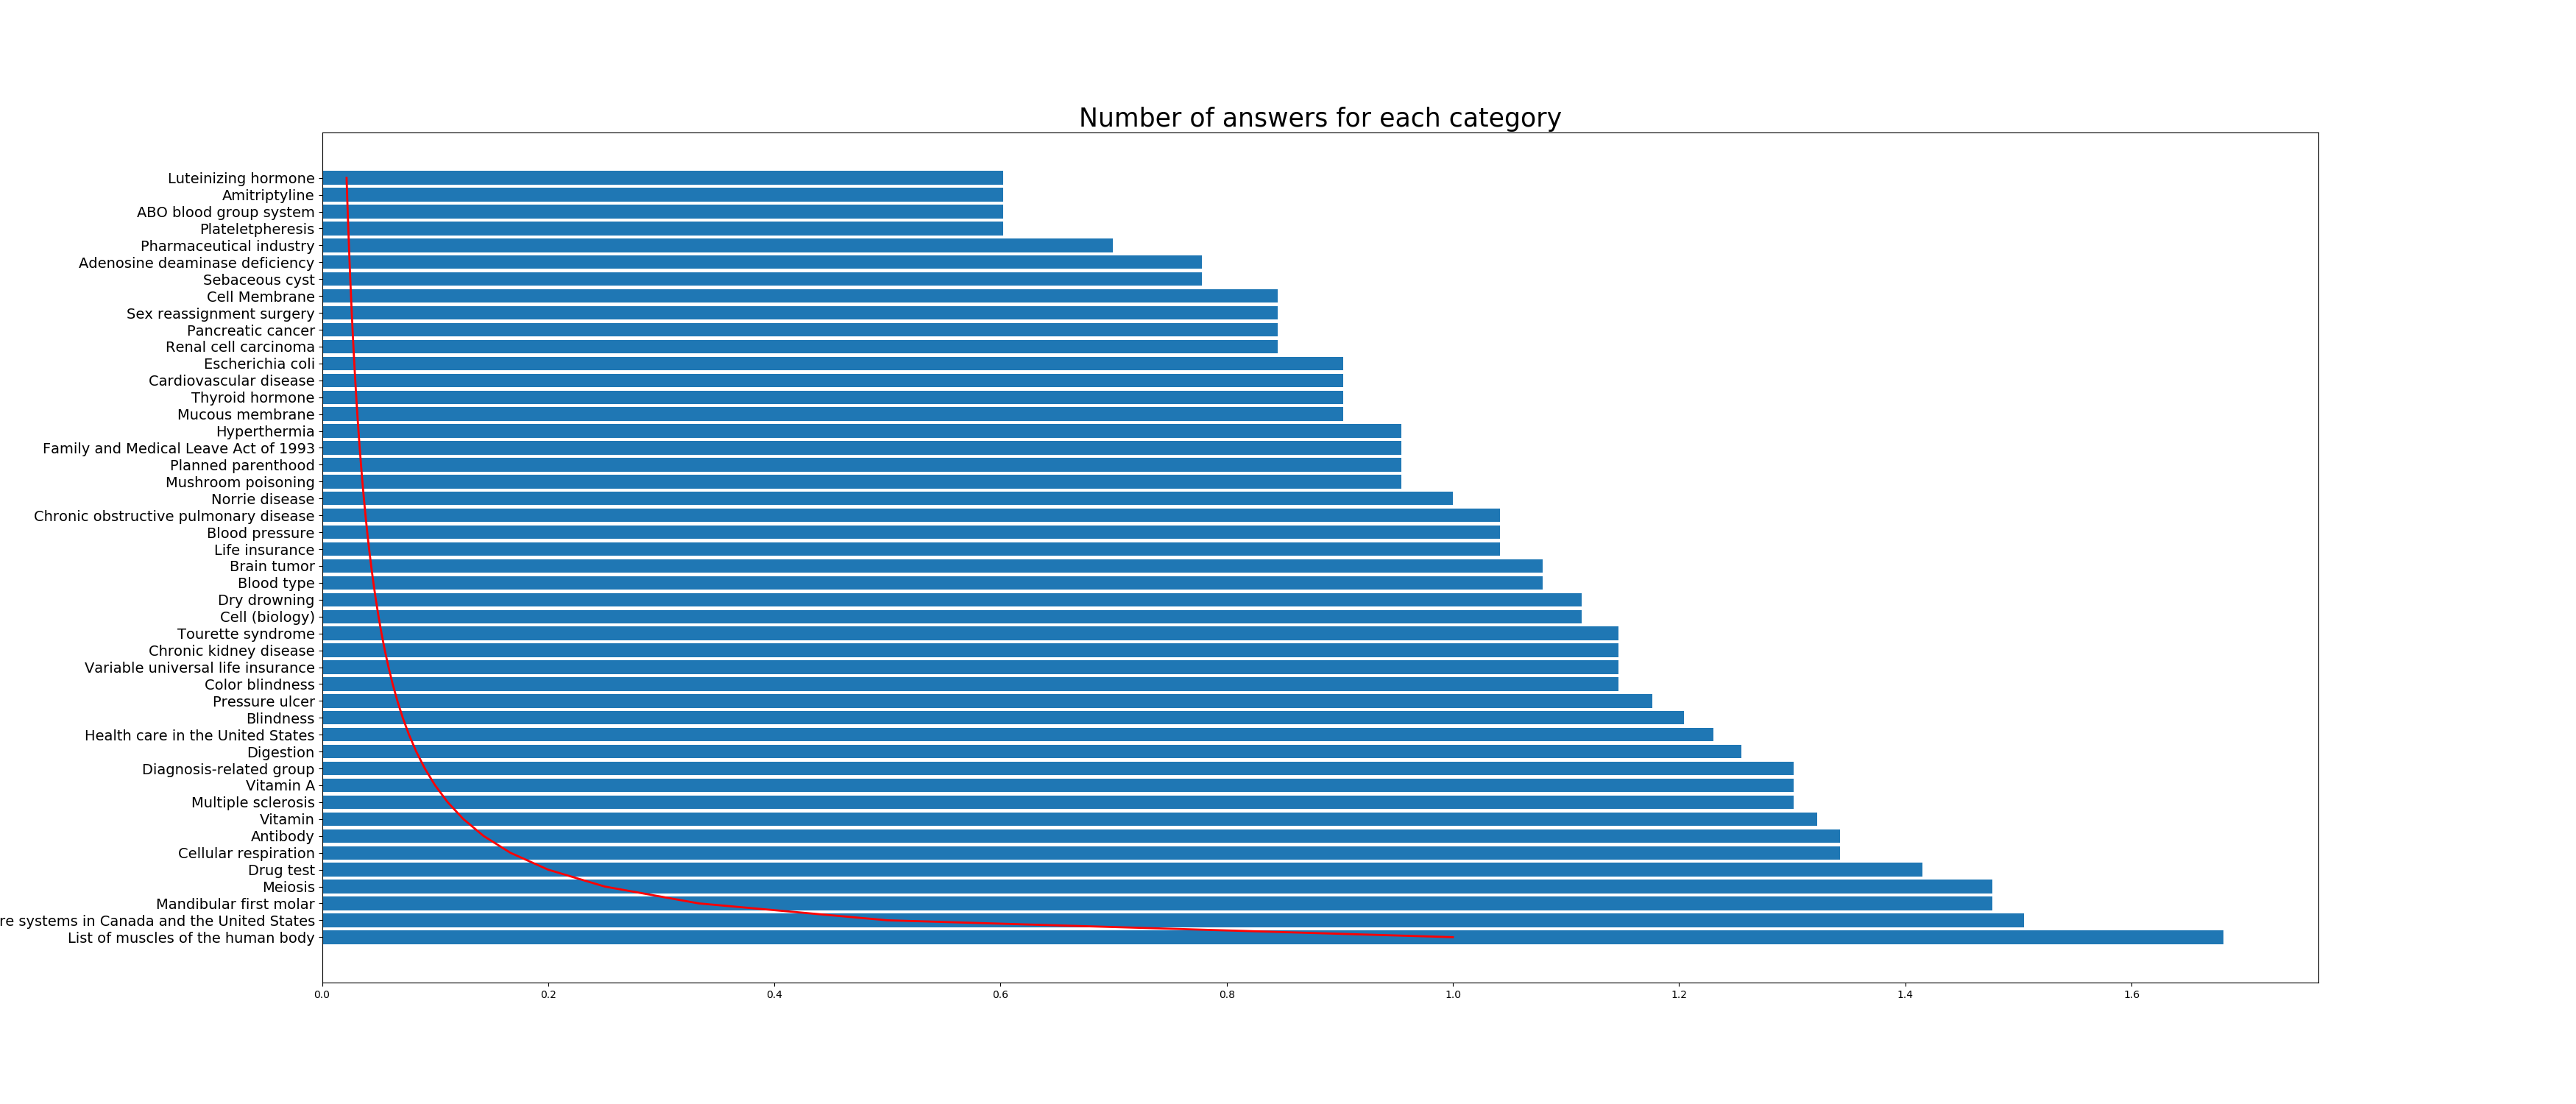 Number of answers for each category
Luteinizing hormone
Amitriptyline
ABO blood group system
Plateletpheresis
Pharmaceutical industry
Adenosine deaminase deficiency
Sebaceous cyst
Cell Membrane
Sex reassignment surgery
Pancreatic cancer
Renal cell carcinoma
Escherichia coli
Cardiovascular disease
Thyroid hormone
Mucous membrane
Hyperthermia
Family and Medical Leave Act of 1993
Planned parenthood
Mushroom poisoning
Norrie disease
Chronic obstructive pulmonary disease
Blood pressure
Life insurance
Brain tumor
Blood type
Dry drowning
Cell (biology)
Tourette syndrome
Chronic kidney disease
Variable universal life insurance
Color blindness
Pressure ulcer
Blindness
Health care in the United States
Digestion
Diagnosis-related group
Vitamin A
Multiple sclerosis
Vitamin
Antibody
Cellular respiration
Drug test
Meiosis
Mandibular first molar
re systems in Canada and the United States
List of muscles of the human body
0.0 0.2 0.4 0.6 0.8 1.0 1.2 1.4 1.6